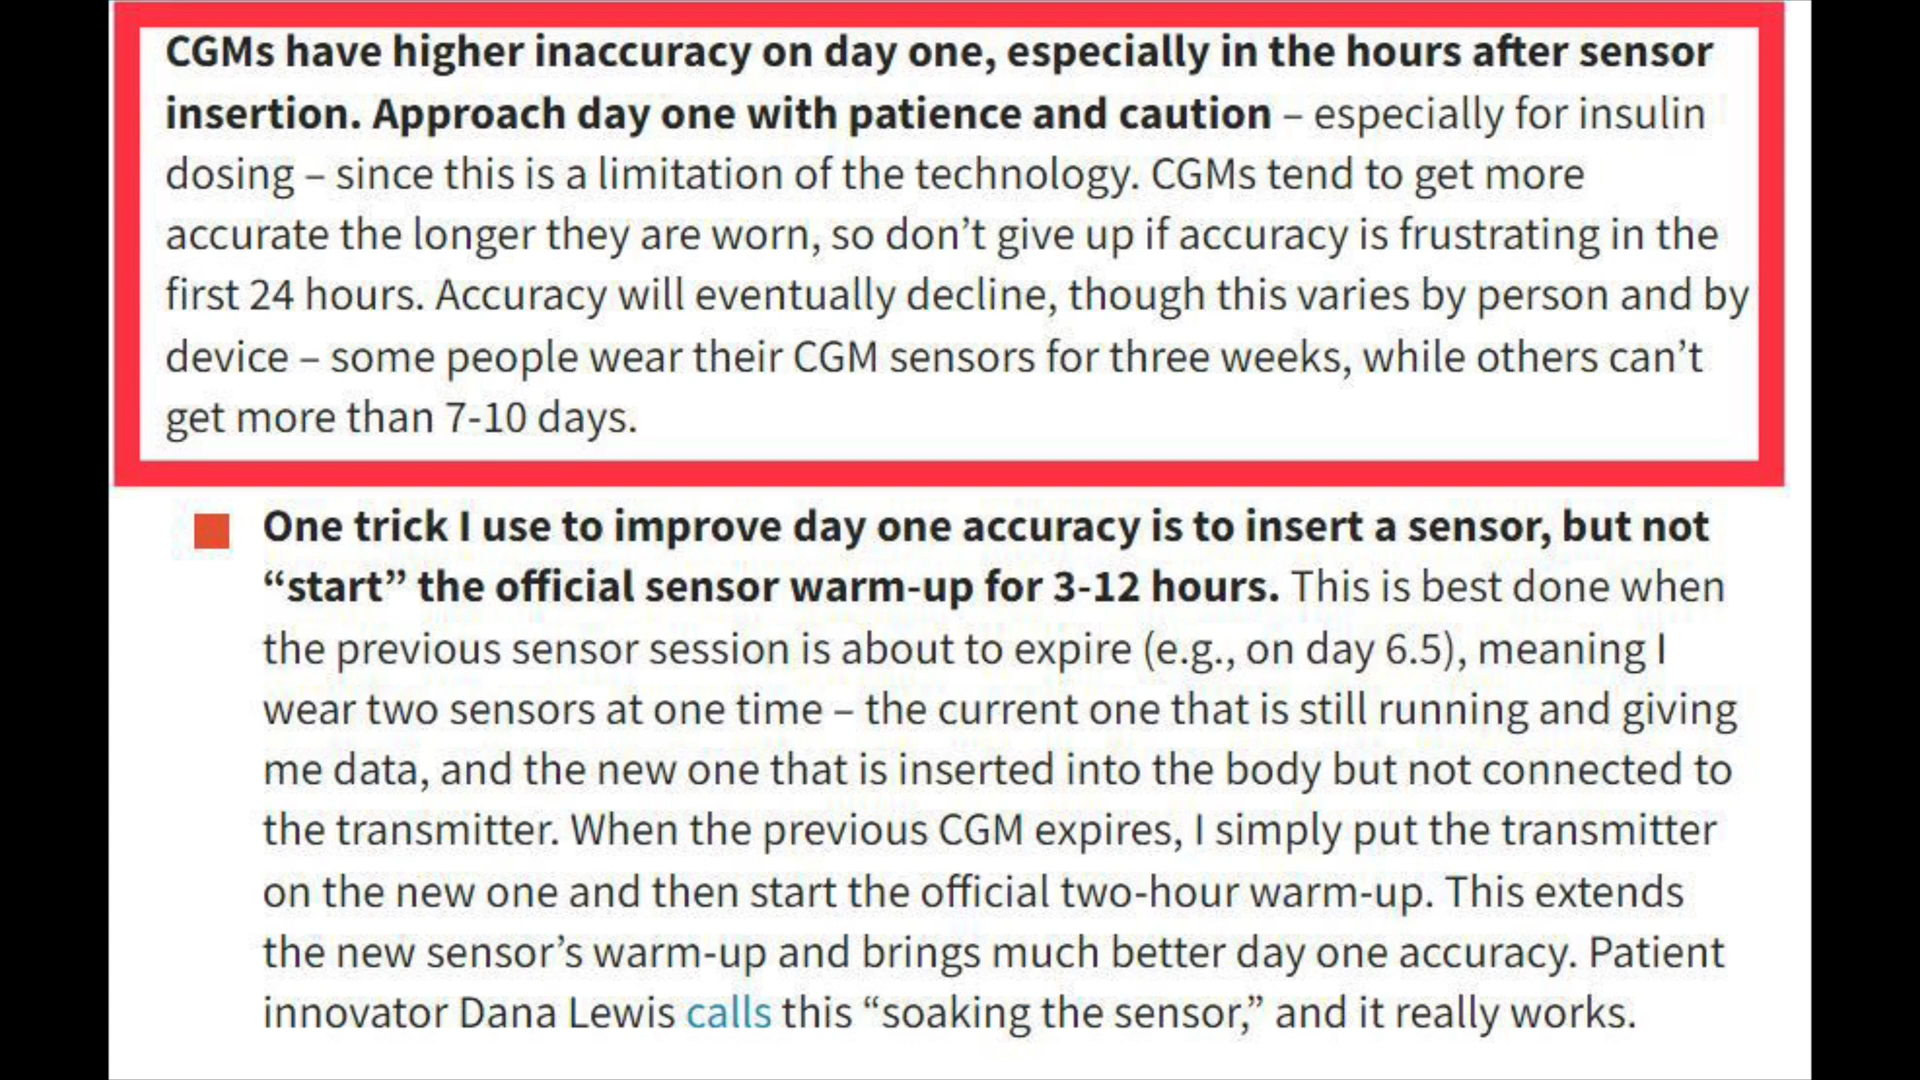 CGMs have higher inaccuracy on day one, especially in the hours after sensor
insertion. Approach day one with patience and caution – especially for insulin
dosing – since this is a limitation of the technology. CGMs tend to get more
accurate the longer they are worn, so don’t give up if accuracy is frustrating in the
first 24 hours. Accuracy will eventually decline, though this varies by person and by
device – some people wear their CGM sensors for three weeks, while others can’t
get more than 7-10 days.
One trick I use to improve day one accuracy is to insert a sensor, but not
“start” the official sensor warm-up for 3-12 hours. This is best done when
the previous sensor session is about to expire (e.g., on day 6.5), meaning I
wear two sensors at one time – the current one that is still running and giving
me data, and the new one that is inserted into the body but not connected to
the transmitter. When the previous CGM expires, I simply put the transmitter
on the new one and then start the official two-hour warm-up. This extends
the new sensor’s warm-up and brings much better day one accuracy. Patient
innovator Dana Lewis calls this “soaking the sensor,” and it really works.